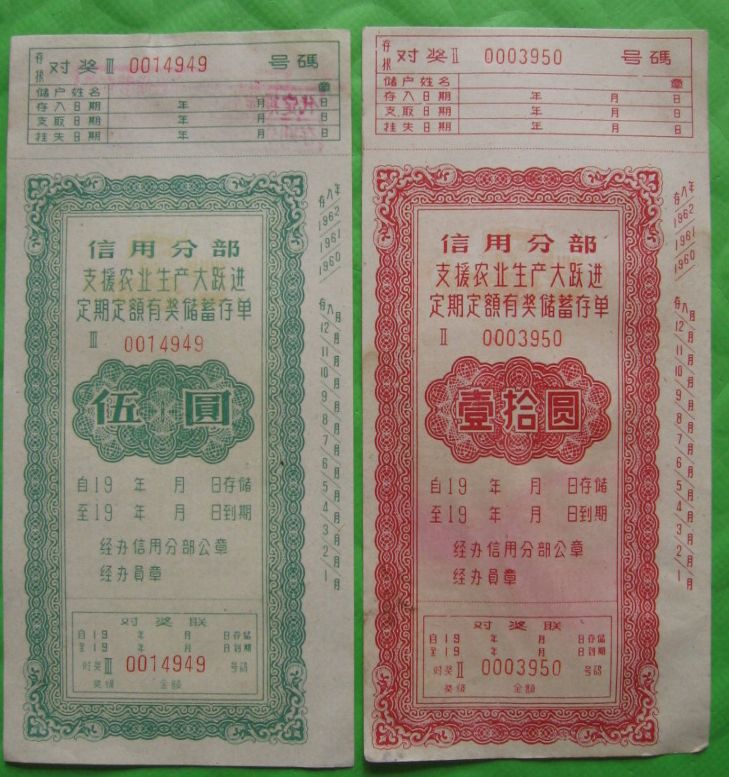 存根 对奖 III 0014949 号碼
储户姓名 章
存入日期 年 月 日
支取日期 年 月 日
挂失日期 年 月 日
信用分部
支援农业生产大跃进
定期定額有奖储蓄存单
III 0014949
伍圓
自19 年 月 日存储
至19 年 月 日到期
经办信用分部公章
经办員章
对奖联
自19 年 月 日存储
至19 年 月 日到期
对奖 III 0014949 号码
奖级 金額
存入年
1962
1961
1960
存入月
12月
11月
10月
9月
8月
7月
6月
5月
4月
3月
2月
1月
存根 对奖 II 0003950 号碼
储户姓名 章
存入日期 年 月 日
支取日期 年 月 日
挂失日期 年 月 日
信用分部
支援农业生产大跃进
定期定額有奖储蓄存单
II 0003950
壹拾圆
自19 年 月 日存储
至19 年 月 日到期
经办信用分部公章
经办員章
对奖联
自19 年 月 日存储
至19 年 月 日到期
对奖 II 0003950 号码
奖级 金額
存入年
1962
1961
1960
存入月
12月
11月
10月
9月
8月
7月
6月
5月
4月
3月
2月
1月